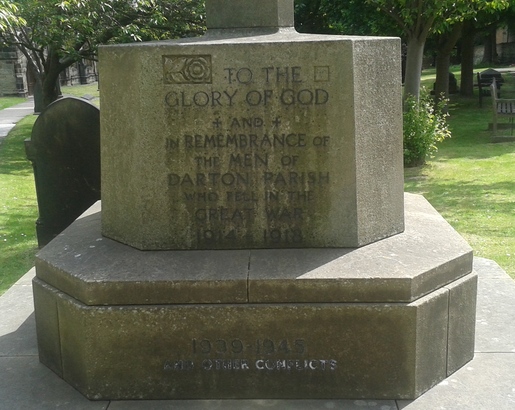 TO THE
GLORY OF GOD
+ AND +
IN REMEMBRANCE OF
THE MEN OF
DARTON PARISH
WHO FELL IN THE
GREAT WAR
1914 - 1918
1939 - 1945
AND OTHER CONFLICTS